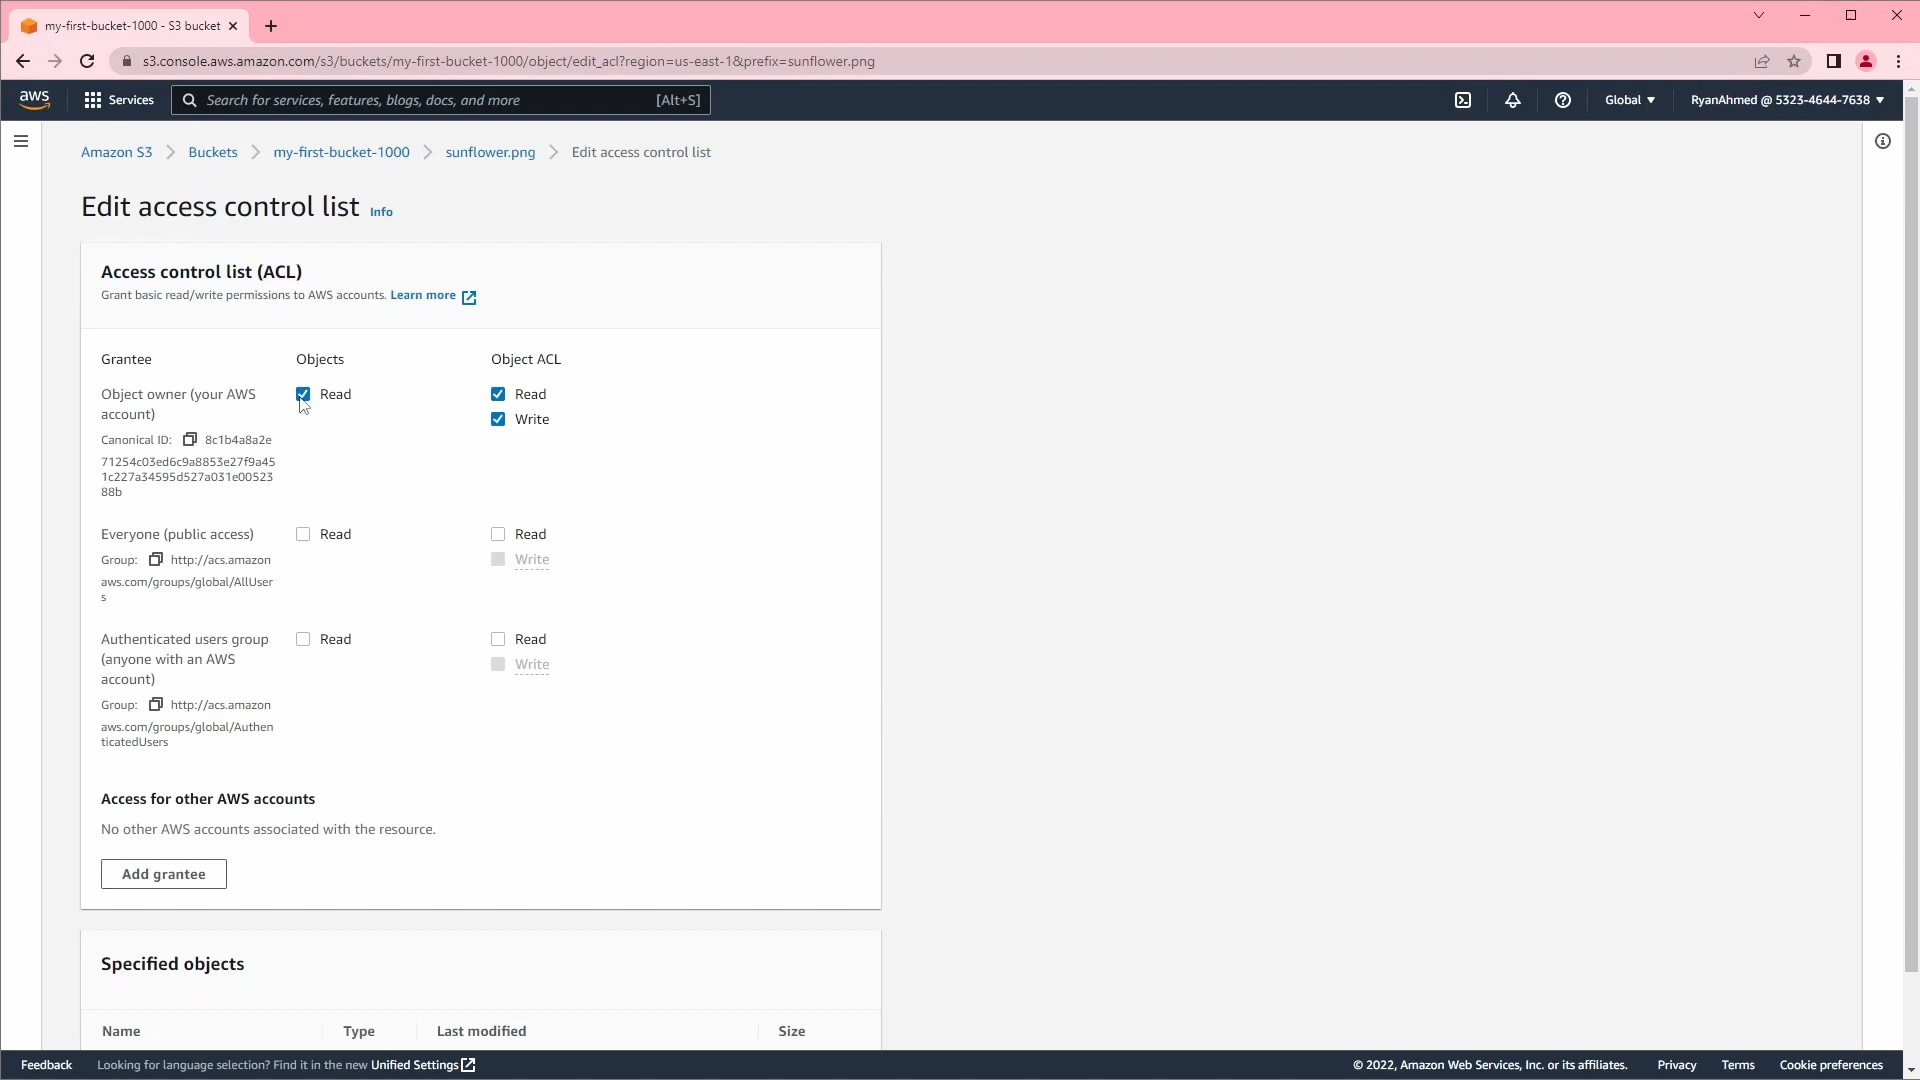 my-first-bucket-1000 - S3 bucket
s3.console.aws.amazon.com/s3/buckets/my-first-bucket-1000/object/edit_acl?region=us-east-1&prefix=sunflower.png
aws Services Search for services, features, blogs, docs, and more [Alt+S] Global RyanAhmed @ 5323-4644-7638
Amazon S3 Buckets my-first-bucket-1000 sunflower.png Edit access control list
Edit access control list Info
Access control list (ACL)
Grant basic read/write permissions to AWS accounts. Learn more
Grantee Objects Object ACL
Object owner (your AWS Read Read
account) Write
Canonical ID: 8c1b4a8a2e
71254c03ed6c9a8853e27f9a45
1c227a34595d527a031e00523
88b
Everyone (public access) Read Read
Group: http://acs.amazon Write
aws.com/groups/global/AllUser
s
Authenticated users group Read Read
(anyone with an AWS Write
account)
Group: http://acs.amazon
aws.com/groups/global/Authen
ticatedUsers
Access for other AWS accounts
No other AWS accounts associated with the resource.
Add grantee
Specified objects
Name Type Last modified Size
Feedback Looking for language selection? Find it in the new Unified Settings © 2022, Amazon Web Services, Inc. or its affiliates. Privacy Terms Cookie preferences